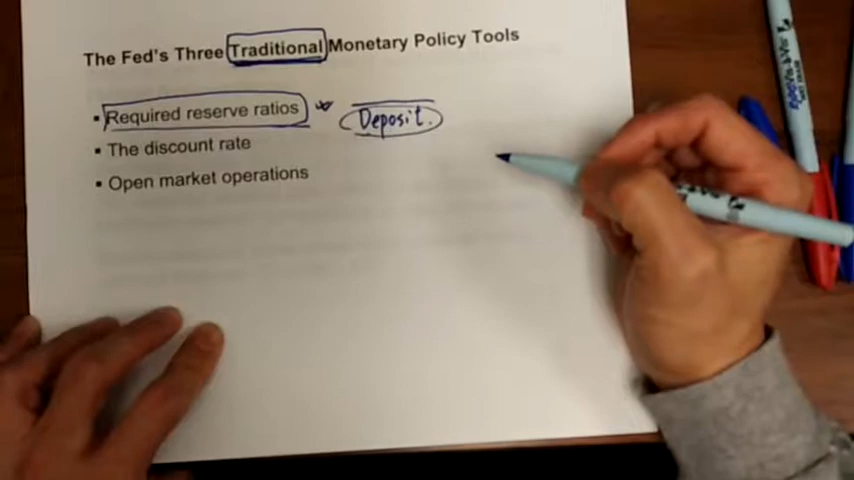 The Fed's Three Traditional Monetary Policy Tools
▪ Required reserve ratios Deposit.
▪ The discount rate
▪ Open market operations